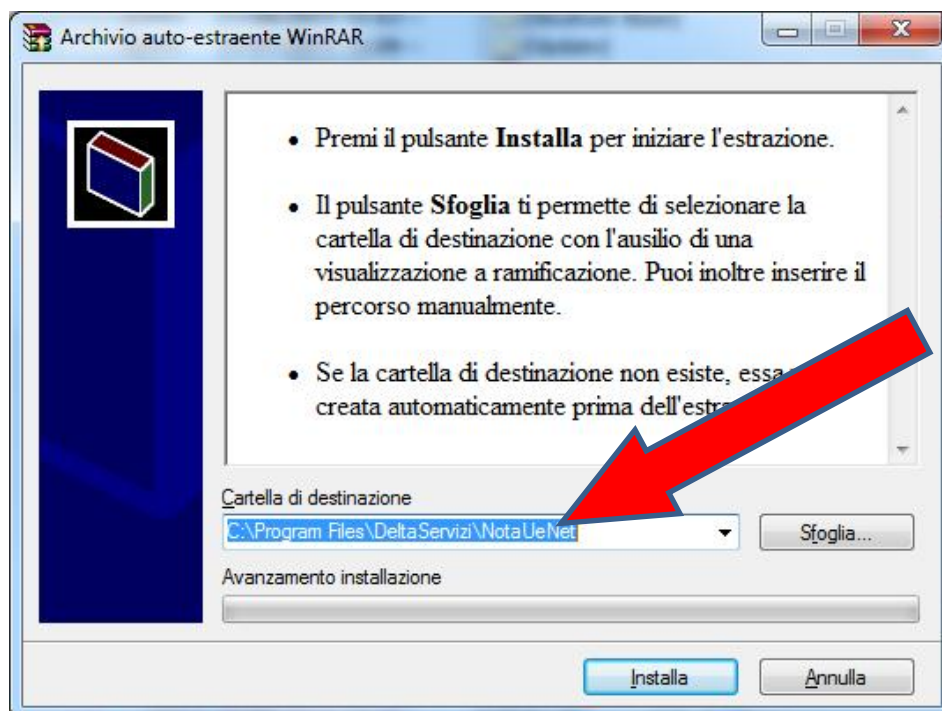 Archivio auto-estraente WinRAR
Premi il pulsante Installa per iniziare l'estrazione.
Il pulsante Sfoglia ti permette di selezionare la
cartella di destinazione con l'ausilio di una
visualizzazione a ramificazione. Puoi inoltre inserire il
percorso manualmente.
Se la cartella di destinazione non esiste, essa
creata automaticamente prima
Cartella di destinazione
C:\Program Files\DeltaServizi\NotaUeNet
Sfoglia...
Avanzamento installazione
Installa
Annulla